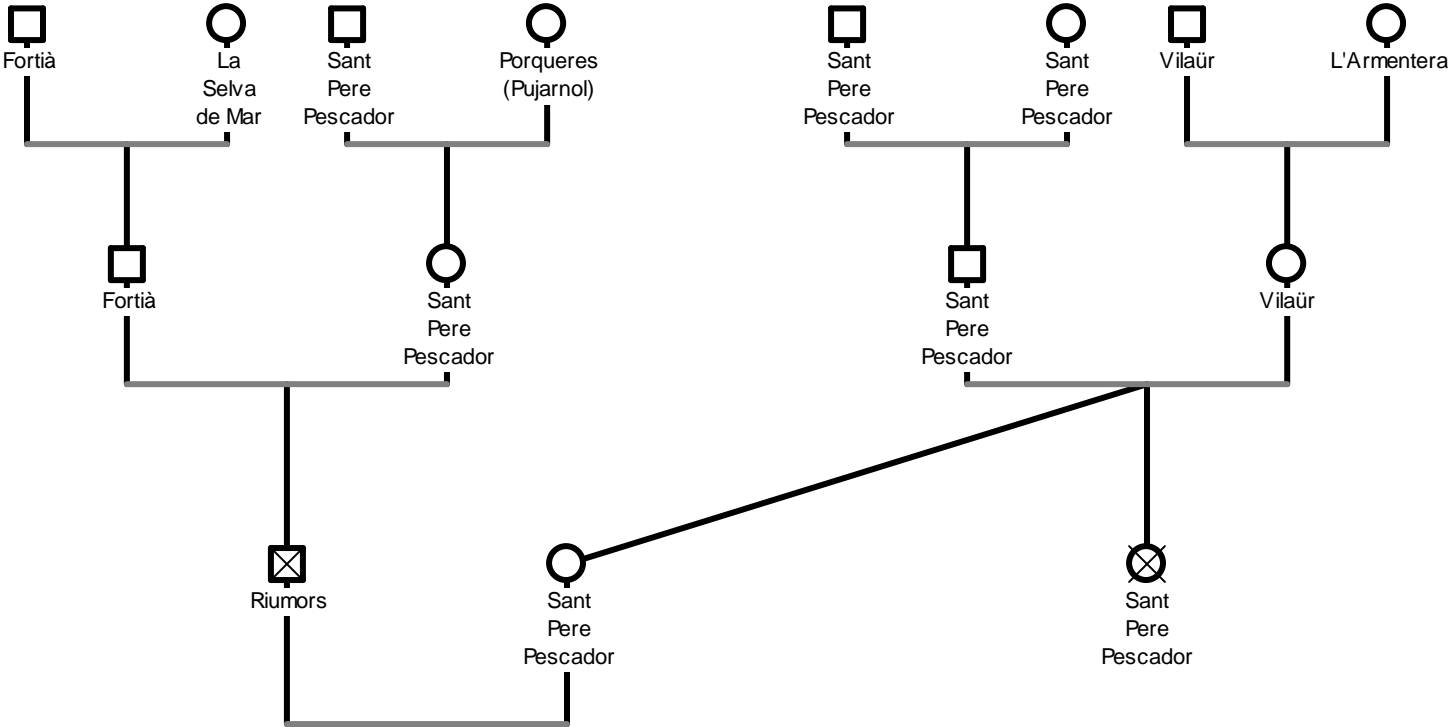 Fortià
La
Selva
de Mar
Sant
Pere
Pescador
Porqueres
(Pujarnol)
Sant
Pere
Pescador
Sant
Pere
Pescador
Vilaür
L'Armentera
Fortià
Sant
Pere
Pescador
Sant
Pere
Pescador
Vilaür
Riumors
Sant
Pere
Pescador
Sant
Pere
Pescador